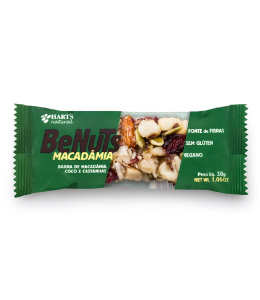 HART'S
natural
BeNuTs
MACADÂMIA
BARRA DE MACADÂMIA,
COCO E CASTANHAS
FONTE de FIBRAS
SEM GLÚTEN
VEGANO
Peso líq. 30g
Net wt. 1.06oz